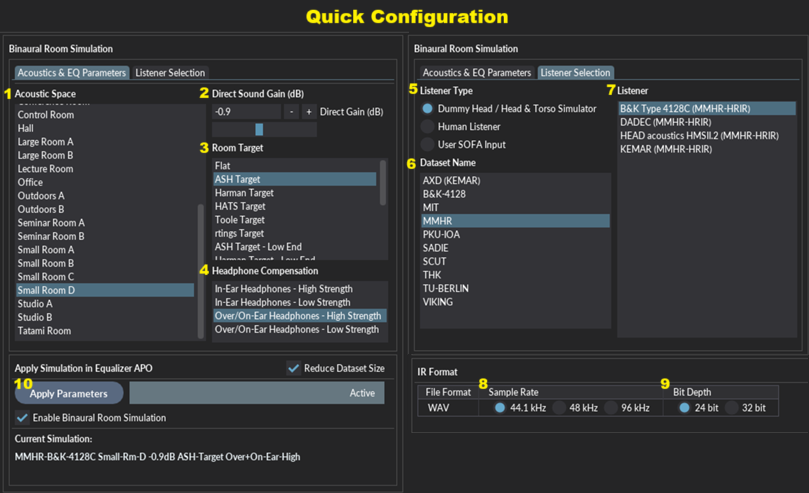 Quick Configuration
Binaural Room Simulation
Acoustics & EQ Parameters
Listener Selection
1
Acoustic Space
Conference Room
Control Room
Hall
Large Room A
Large Room B
Lecture Room
Office
Outdoors A
Outdoors B
Seminar Room A
Seminar Room B
Small Room A
Small Room B
Small Room C
Small Room D
Studio A
Studio B
Tatami Room
2
Direct Sound Gain (dB)
-0.9
-
+
Direct Gain (dB)
3
Room Target
Flat
ASH Target
Harman Target
HATS Target
Toole Target
rtings Target
ASH Target - Low End
Harman Target - Low End
4
Headphone Compensation
In-Ear Headphones - High Strength
In-Ear Headphones - Low Strength
Over/On-Ear Headphones - High Strength
Over/On-Ear Headphones - Low Strength
Apply Simulation in Equalizer APO
Reduce Dataset Size
10
Apply Parameters
Active
Enable Binaural Room Simulation
Current Simulation:
MMHR-B&K-4128C Small-Rm-D -0.9dB ASH-Target Over+On-Ear-High
Binaural Room Simulation
Acoustics & EQ Parameters
Listener Selection
5
Listener Type
Dummy Head / Head & Torso Simulator
Human Listener
User SOFA Input
6
Dataset Name
AXD (KEMAR)
B&K-4128
MIT
MMHR
PKU-IOA
SADIE
SCUT
THK
TU-BERLIN
VIKING
7
Listener
B&K Type 4128C (MMHR-HRIR)
DADEC (MMHR-HRIR)
HEAD acoustics HMSII.2 (MMHR-HRIR)
KEMAR (MMHR-HRIR)
IR Format
8
9
File Format
Sample Rate
Bit Depth
WAV
44.1 kHz
48 kHz
96 kHz
24 bit
32 bit